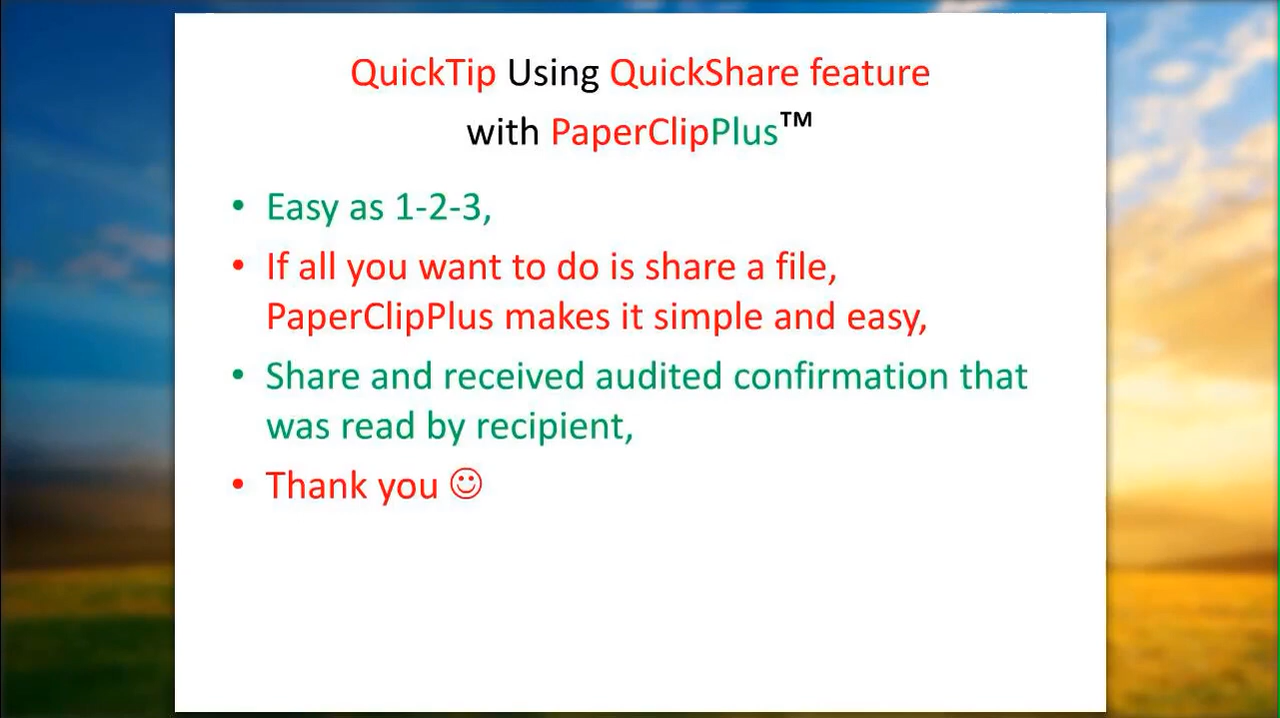 QuickTip Using QuickShare feature
with PaperClipPlus™
• Easy as 1-2-3,
• If all you want to do is share a file,
PaperClipPlus makes it simple and easy,
• Share and received audited confirmation that
was read by recipient,
• Thank you ☺